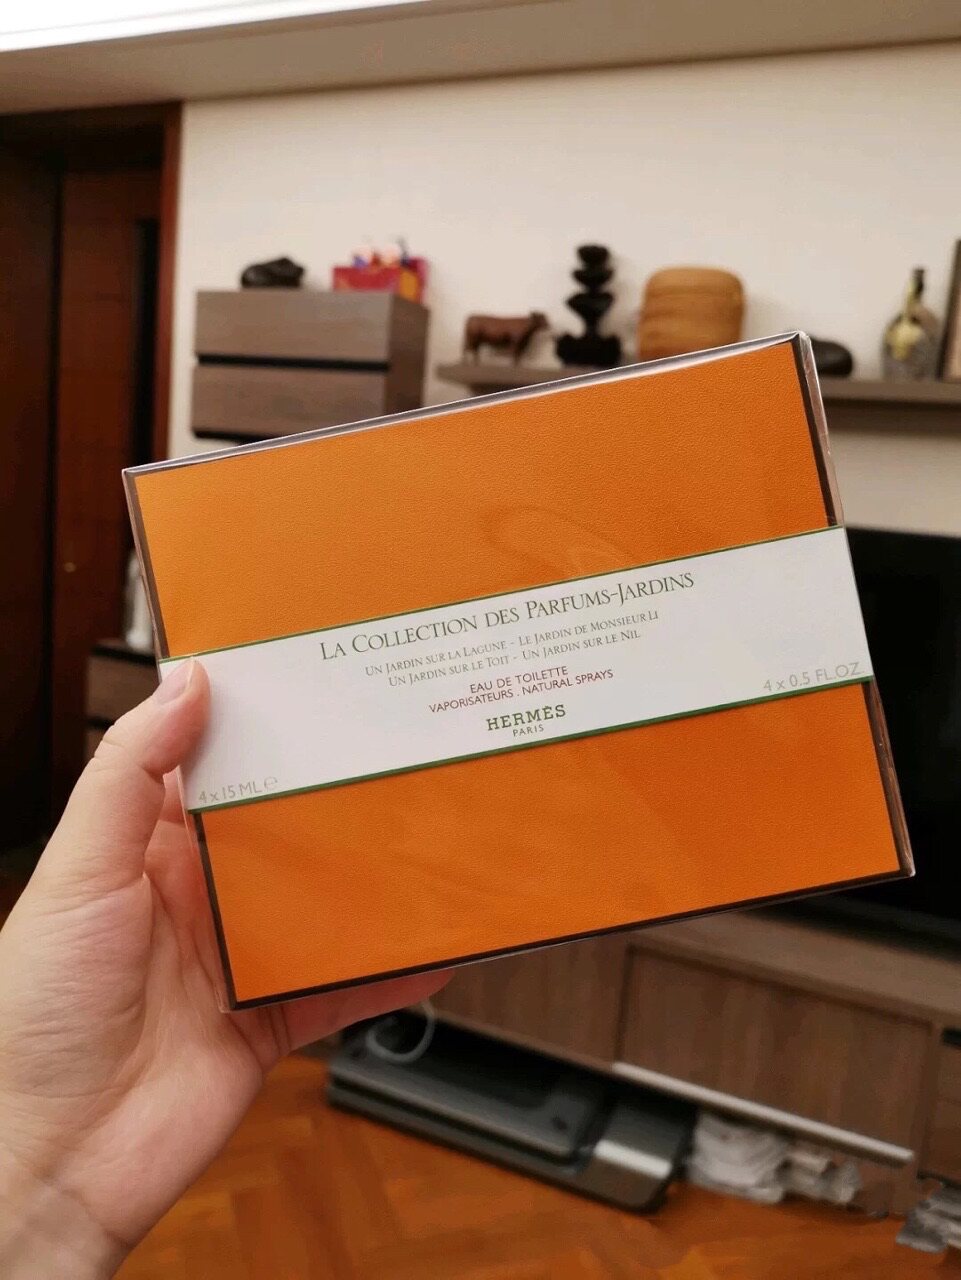 LA COLLECTION DES PARFUMS-JARDINS
UN JARDIN SUR LA LAGUNE - LE JARDIN DE MONSIEUR LI
UN JARDIN SUR LE TOIT - UN JARDIN SUR LE NIL
EAU DE TOILETTE
VAPORISATEURS . NATURAL SPRAYS
HERMÈS
PARIS
4 x 15 ML ℮
4 x 0.5 FL.OZ